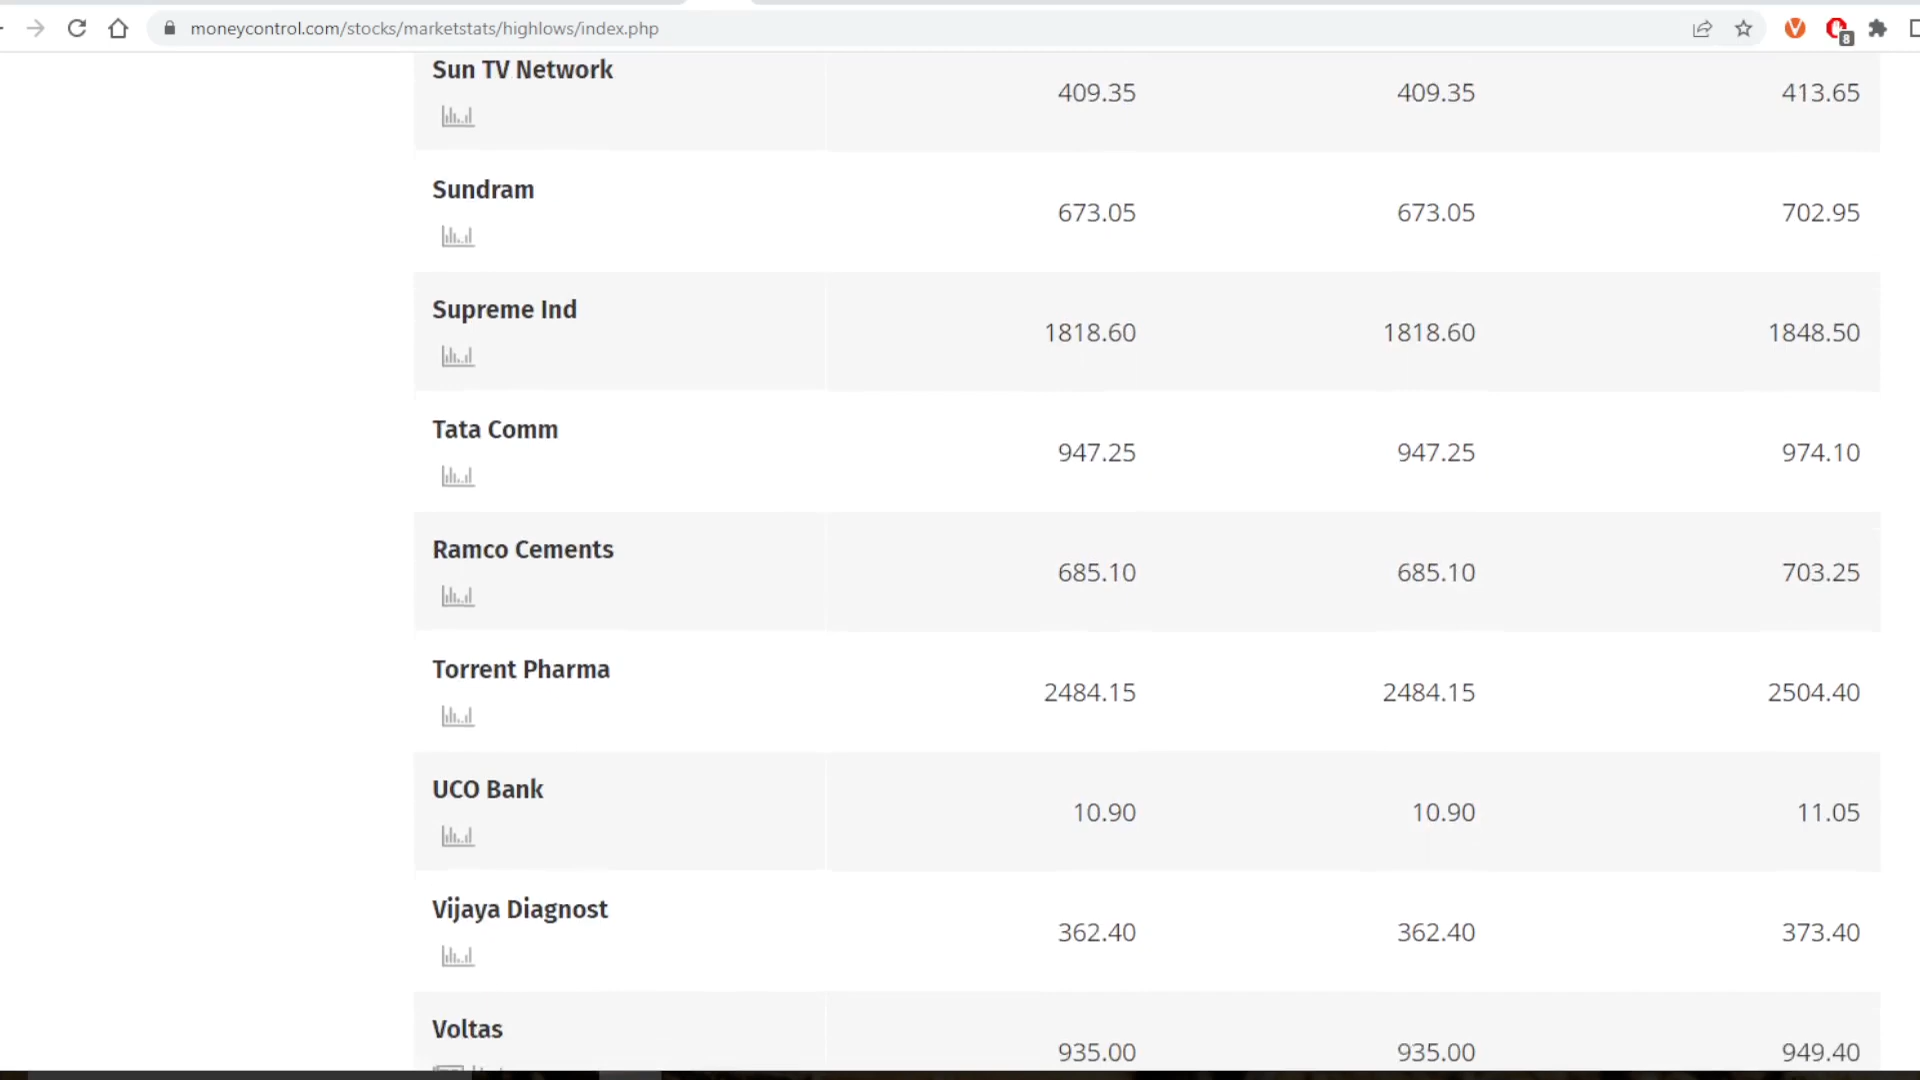 moneycontrol.com/stocks/marketstats/highlows/index.php
8
Sun TV Network 409.35 409.35 413.65
Sundram 673.05 673.05 702.95
Supreme Ind 1818.60 1818.60 1848.50
Tata Comm 947.25 947.25 974.10
Ramco Cements 685.10 685.10 703.25
Torrent Pharma 2484.15 2484.15 2504.40
UCO Bank 10.90 10.90 11.05
Vijaya Diagnost 362.40 362.40 373.40
Voltas 935.00 935.00 949.40